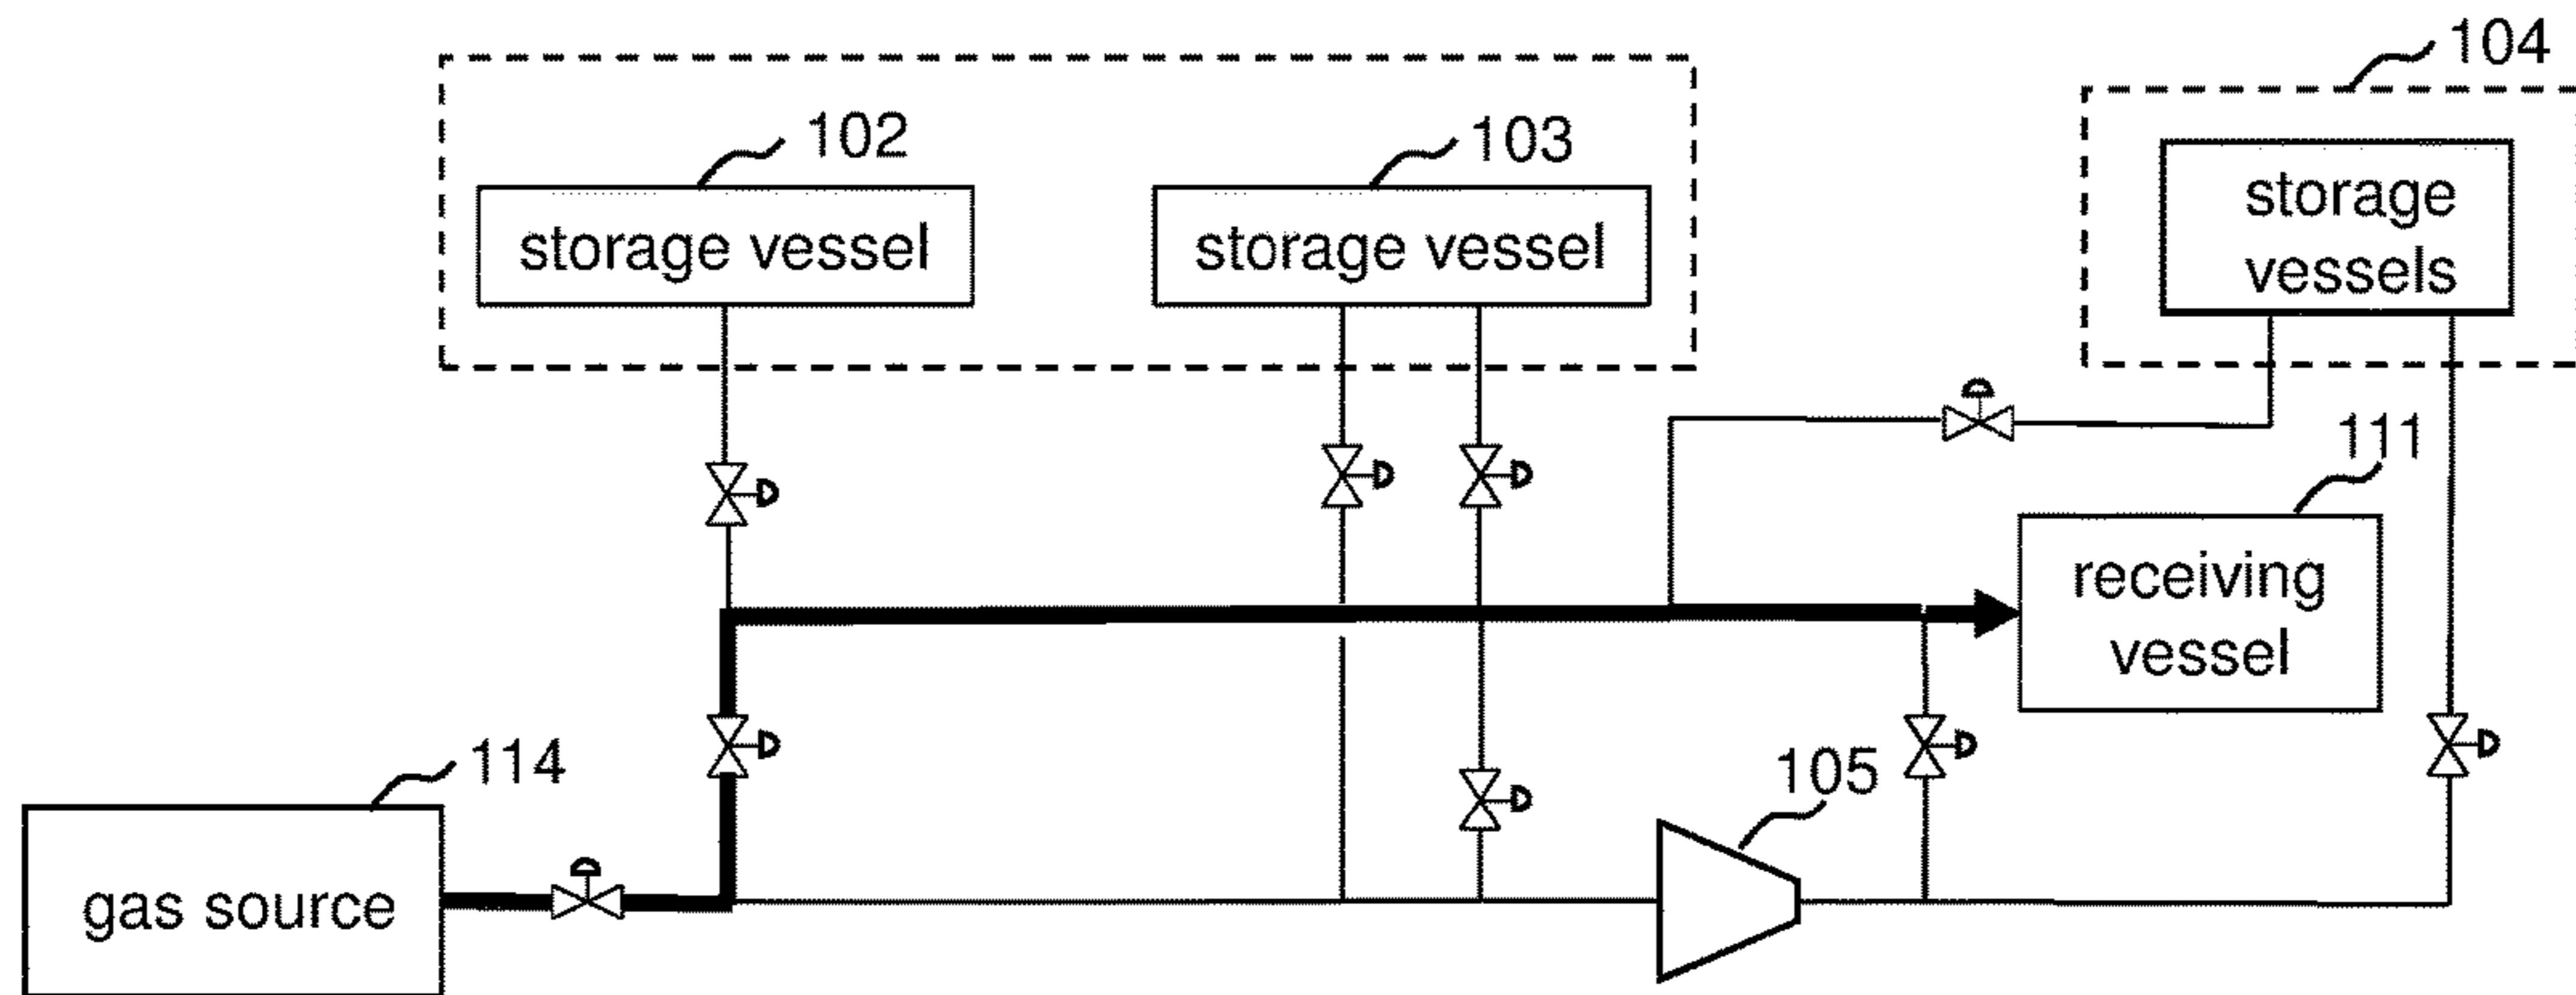 104
102
103
storage
vessels
storage vessel
storage vessel
111
receiving
vessel
114
105
gas source